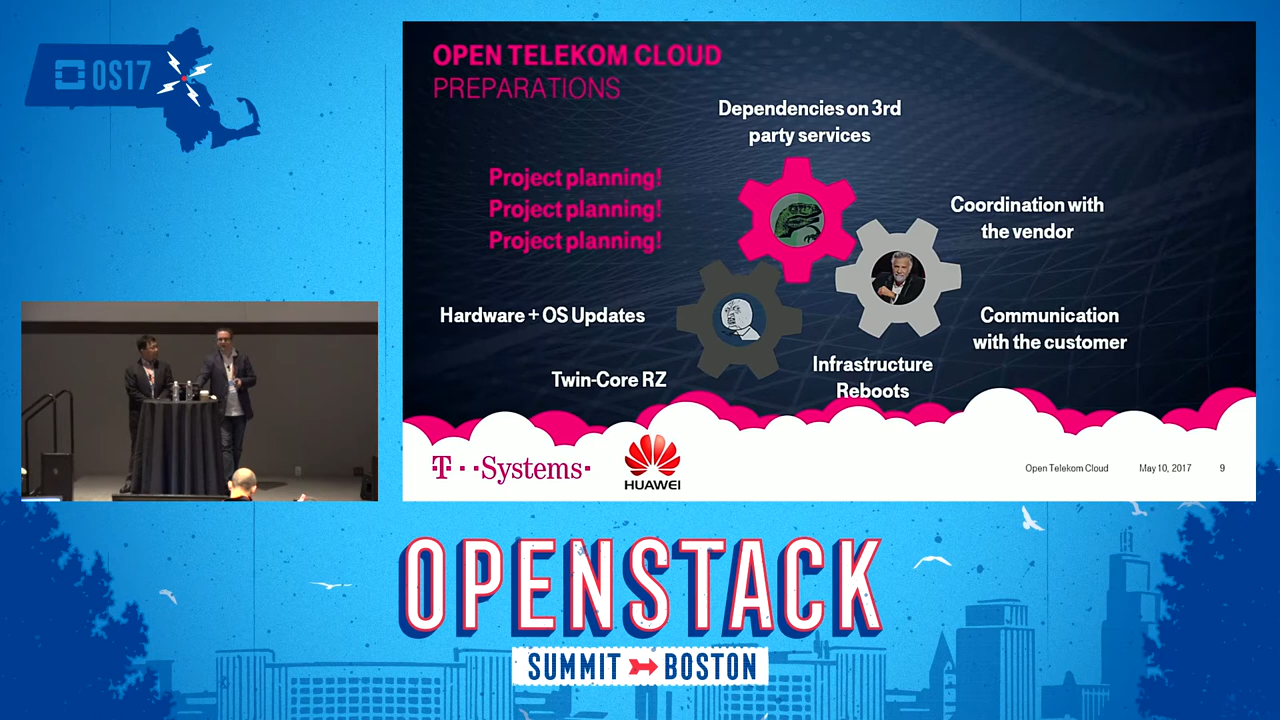 OS17
OPEN TELEKOM CLOUD
PREPARATIONS
Dependencies on 3rd
party services
Project planning!
Project planning!
Project planning!
Coordination with
the vendor
Hardware + OS Updates
Communication
with the customer
Twin-Core RZ
Infrastructure
Reboots
T··Systems·
HUAWEI
Open Telekom Cloud
May 10, 2017
9
OPENSTACK
SUMMIT BOSTON